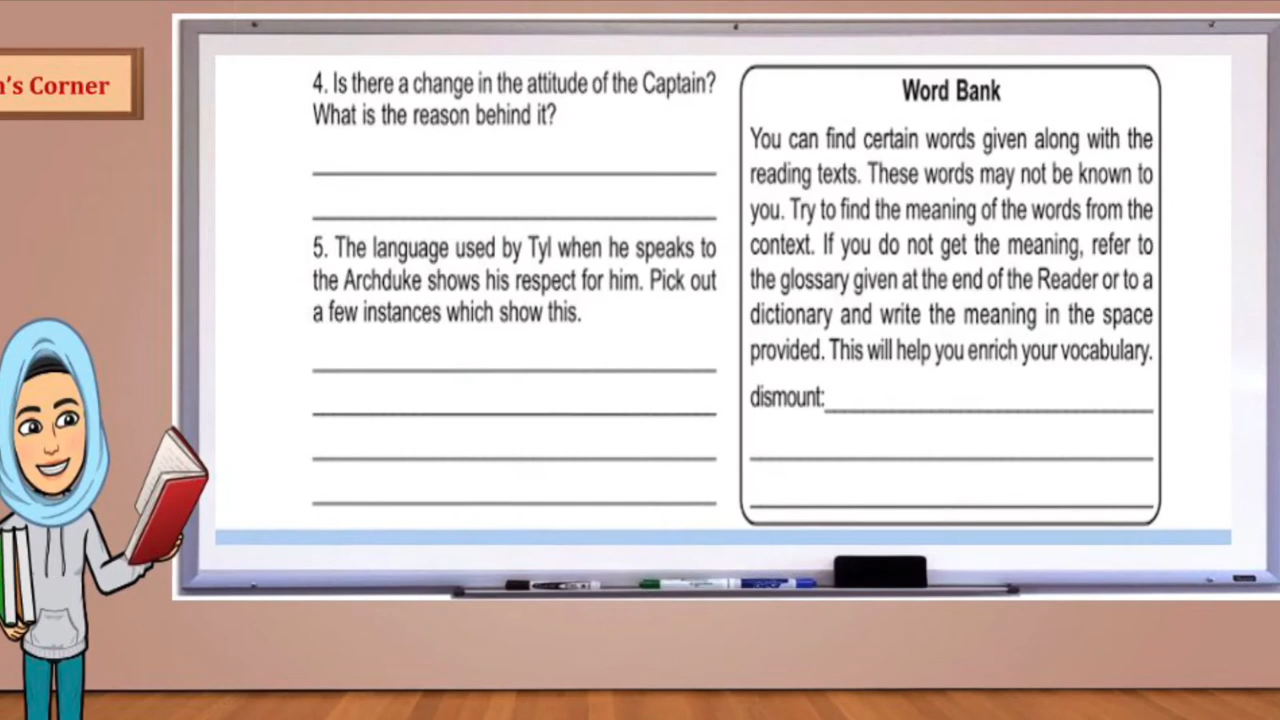 n's Corner
4. Is there a change in the attitude of the Captain?
What is the reason behind it?
5. The language used by Tyl when he speaks to
the Archduke shows his respect for him. Pick out
a few instances which show this.
Word Bank
You can find certain words given along with the
reading texts. These words may not be known to
you. Try to find the meaning of the words from the
context. If you do not get the meaning, refer to
the glossary given at the end of the Reader or to a
dictionary and write the meaning in the space
provided. This will help you enrich your vocabulary.
dismount: